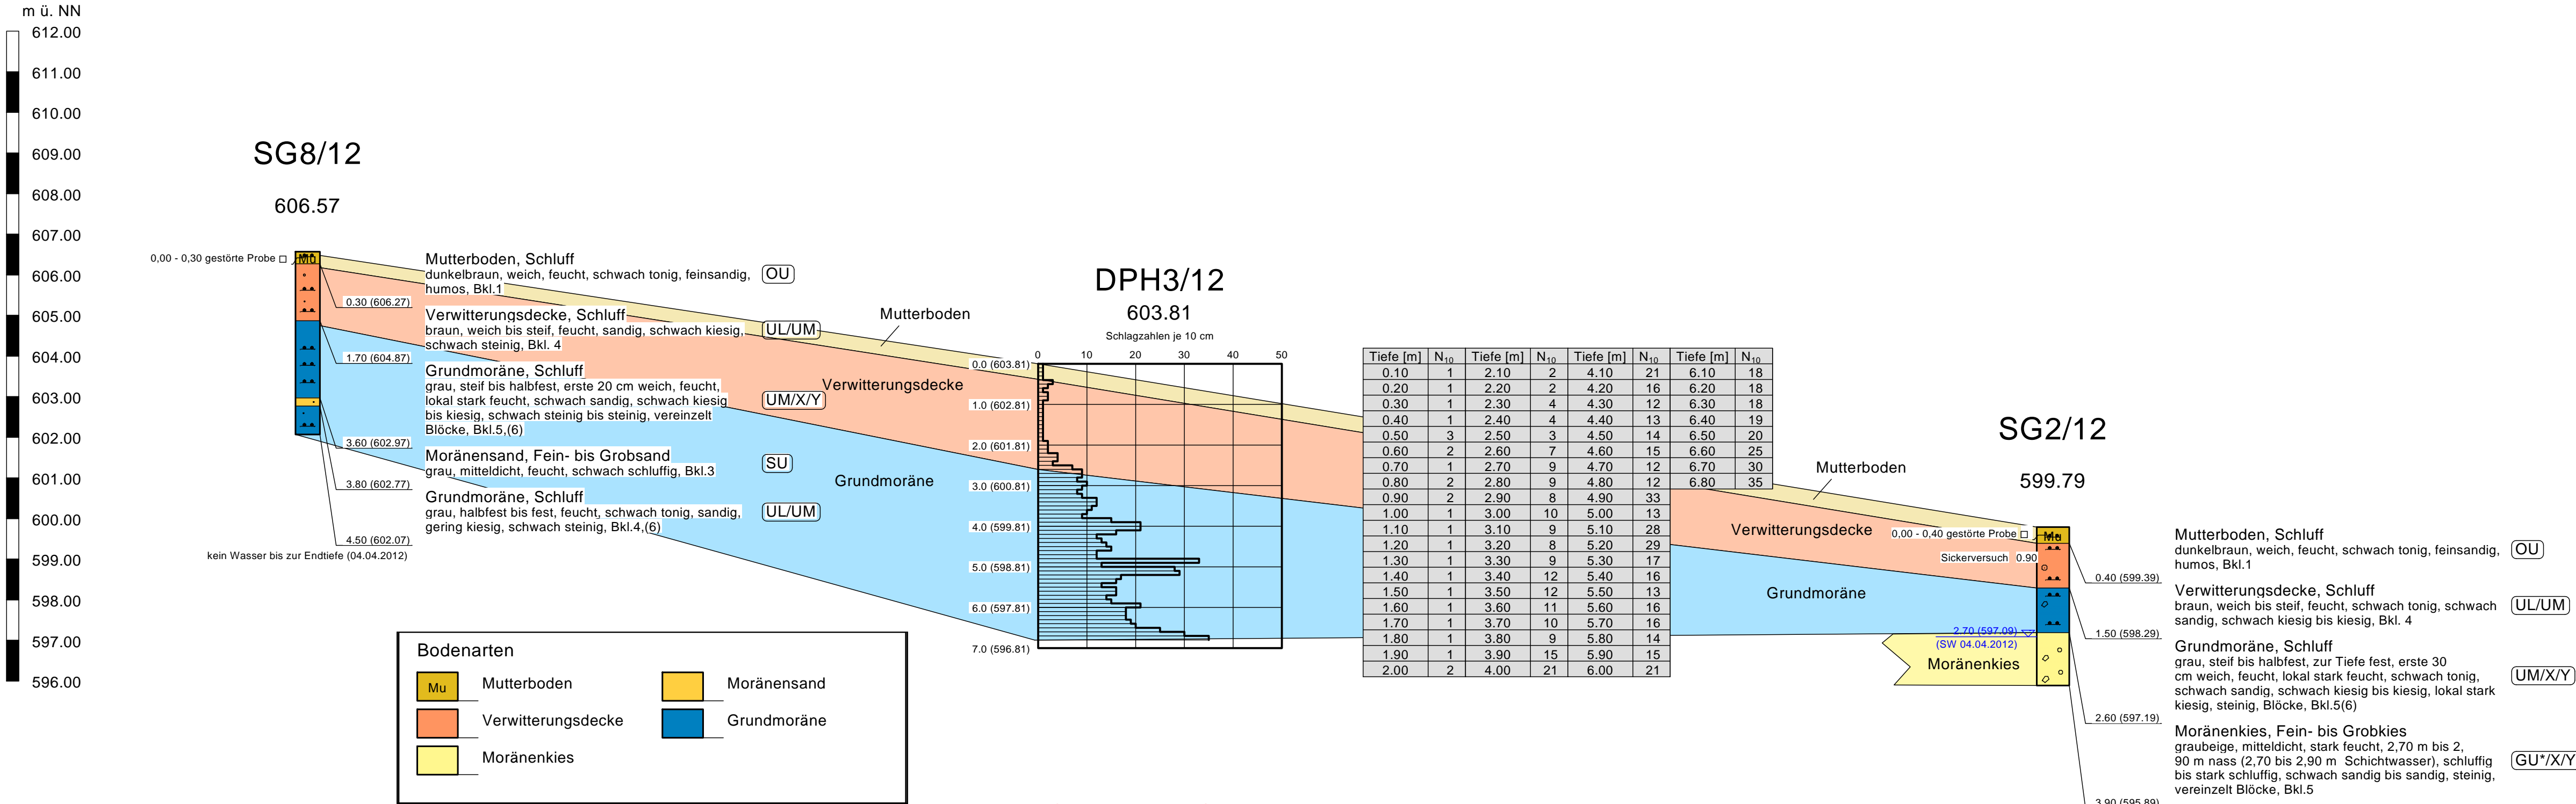 m ü. NN
612.00
611.00
610.00
609.00
608.00
607.00
606.00
605.00
604.00
603.00
602.00
601.00
600.00
599.00
598.00
597.00
596.00
SG8/12
606.57
0,00 - 0,30 gestörte Probe
Mu
0.30 (606.27)
1.70 (604.87)
3.60 (602.97)
3.80 (602.77)
4.50 (602.07)
kein Wasser bis zur Endtiefe (04.04.2012)
Mutterboden, Schluff
dunkelbraun, weich, feucht, schwach tonig, feinsandig,
humos, Bkl.1
OU
Verwitterungsdecke, Schluff
braun, weich bis steif, feucht, sandig, schwach kiesig,
schwach steinig, Bkl. 4
UL/UM
Grundmoräne, Schluff
grau, steif bis halbfest, erste 20 cm weich, feucht,
lokal stark feucht, schwach sandig, schwach kiesig
bis kiesig, schwach steinig bis steinig, vereinzelt
Blöcke, Bkl.5,(6)
UM/X/Y
Moränensand, Fein- bis Grobsand
grau, mitteldicht, feucht, schwach schluffig, Bkl.3
SU
Grundmoräne, Schluff
grau, halbfest bis fest, feucht, schwach tonig, sandig,
gering kiesig, schwach steinig, Bkl.4,(6)
UL/UM
Mutterboden
Verwitterungsdecke
Grundmoräne
DPH3/12
603.81
Schlagzahlen je 10 cm
0 10 20 30 40 50
0.0 (603.81)
1.0 (602.81)
2.0 (601.81)
3.0 (600.81)
4.0 (599.81)
5.0 (598.81)
6.0 (597.81)
7.0 (596.81)
Tiefe [m] N10 Tiefe [m] N10 Tiefe [m] N10 Tiefe [m] N10
0.10 1 2.10 2 4.10 21 6.10 18
0.20 1 2.20 2 4.20 16 6.20 18
0.30 1 2.30 4 4.30 12 6.30 18
0.40 1 2.40 4 4.40 13 6.40 19
0.50 3 2.50 3 4.50 14 6.50 20
0.60 2 2.60 7 4.60 15 6.60 25
0.70 1 2.70 9 4.70 12 6.70 30
0.80 2 2.80 9 4.80 12 6.80 35
0.90 2 2.90 8 4.90 33
1.00 1 3.00 10 5.00 13
1.10 1 3.10 9 5.10 28
1.20 1 3.20 8 5.20 29
1.30 1 3.30 9 5.30 17
1.40 1 3.40 12 5.40 16
1.50 1 3.50 12 5.50 13
1.60 1 3.60 11 5.60 16
1.70 1 3.70 10 5.70 16
1.80 1 3.80 9 5.80 14
1.90 1 3.90 15 5.90 15
2.00 2 4.00 21 6.00 21
Mutterboden
Verwitterungsdecke
Grundmoräne
Moränenkies
SG2/12
599.79
0,00 - 0,40 gestörte Probe
Mu
Sickerversuch 0.90
2.70 (597.09)
(SW 04.04.2012)
0.40 (599.39)
1.50 (598.29)
2.60 (597.19)
3.90 (595.89)
Mutterboden, Schluff
dunkelbraun, weich, feucht, schwach tonig, feinsandig,
humos, Bkl.1
OU
Verwitterungsdecke, Schluff
braun, weich bis steif, feucht, schwach tonig, schwach
sandig, schwach kiesig bis kiesig, Bkl. 4
UL/UM
Grundmoräne, Schluff
grau, steif bis halbfest, zur Tiefe fest, erste 30
cm weich, feucht, lokal stark feucht, schwach tonig,
schwach sandig, schwach kiesig bis kiesig, lokal stark
kiesig, steinig, Blöcke, Bkl.5(6)
UM/X/Y
Moränenkies, Fein- bis Grobkies
graubeige, mitteldicht, stark feucht, 2,70 m bis 2,
90 m nass (2,70 bis 2,90 m Schichtwasser), schluffig
bis stark schluffig, schwach sandig bis sandig, steinig,
vereinzelt Blöcke, Bkl.5
GU*/X/Y
Bodenarten
Mu Mutterboden
Verwitterungsdecke
Moränenkies
Moränensand
Grundmoräne